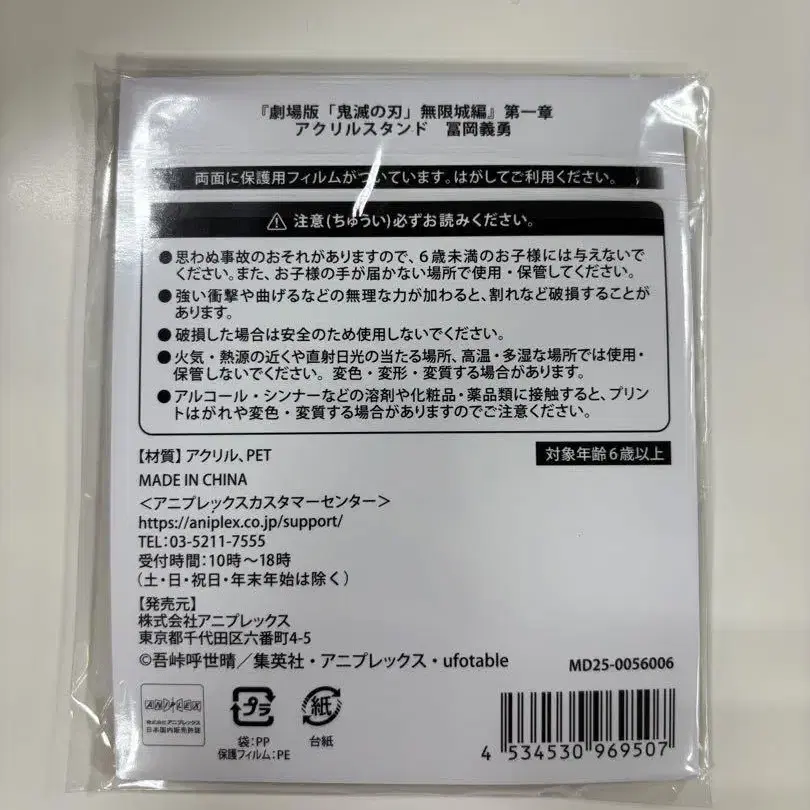 『劇場版「鬼滅の刃」無限城編』第一章
アクリルスタンド　冨岡義勇
両面に保護用フィルムがついています。はがしてご利用ください。
注意(ちゅうい)必ずお読みください。
●思わぬ事故のおそれがありますので、6歳未満のお子様には与えないで
ください。また、お子様の手が届かない場所で使用・保管してください。
●強い衝撃や曲げるなどの無理な力が加わると、割れなど破損することが
あります。
●破損した場合は安全のため使用しないでください。
●火気・熱源の近くや直射日光の当たる場所、高温・多湿な場所では使用・
保管しないでください。変色・変形・変質する場合があります。
●アルコール・シンナーなどの溶剤や化粧品・薬品類に接触すると、プリン
トはがれや変色・変質する場合がありますのでご注意ください。
【材質】アクリル、PET
対象年齢6歳以上
MADE IN CHINA
＜アニプレックスカスタマーセンター＞
https://aniplex.co.jp/support/
TEL:03-5211-7555
受付時間:10時～18時
(土・日・祝日・年末年始は除く)
【発売元】
株式会社アニプレックス
東京都千代田区六番町4-5
©吾峠呼世晴／集英社・アニプレックス・ufotable
MD25-0056006
ANIPLEX
株式会社アニプレックス
日本国内販売許諾
プラ
袋:PP
保護フィルム:PE
紙
台紙
4 534530 969507